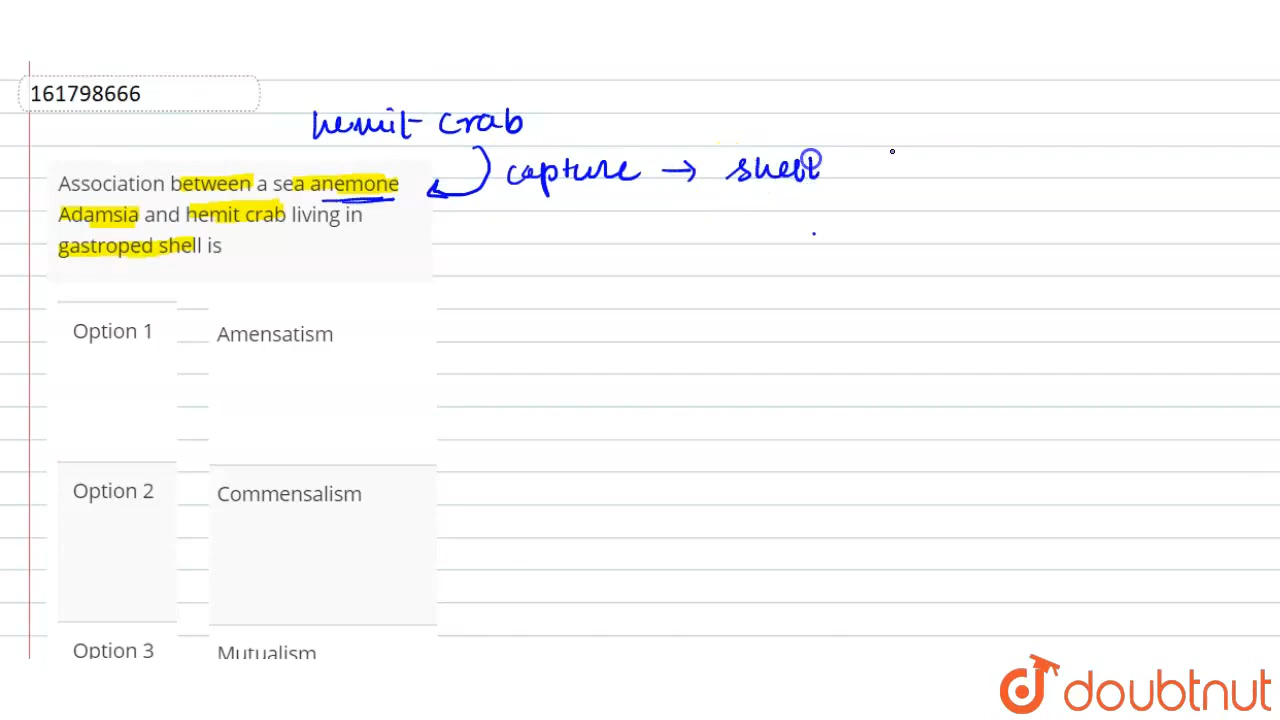 161798666
hemit crab
capture → shell
Association between a sea anemone
Adamsia and hemit crab living in
gastroped shell is
Option 1 Amensatism
Option 2 Commensalism
Option 3 Mutualism
doubtnut